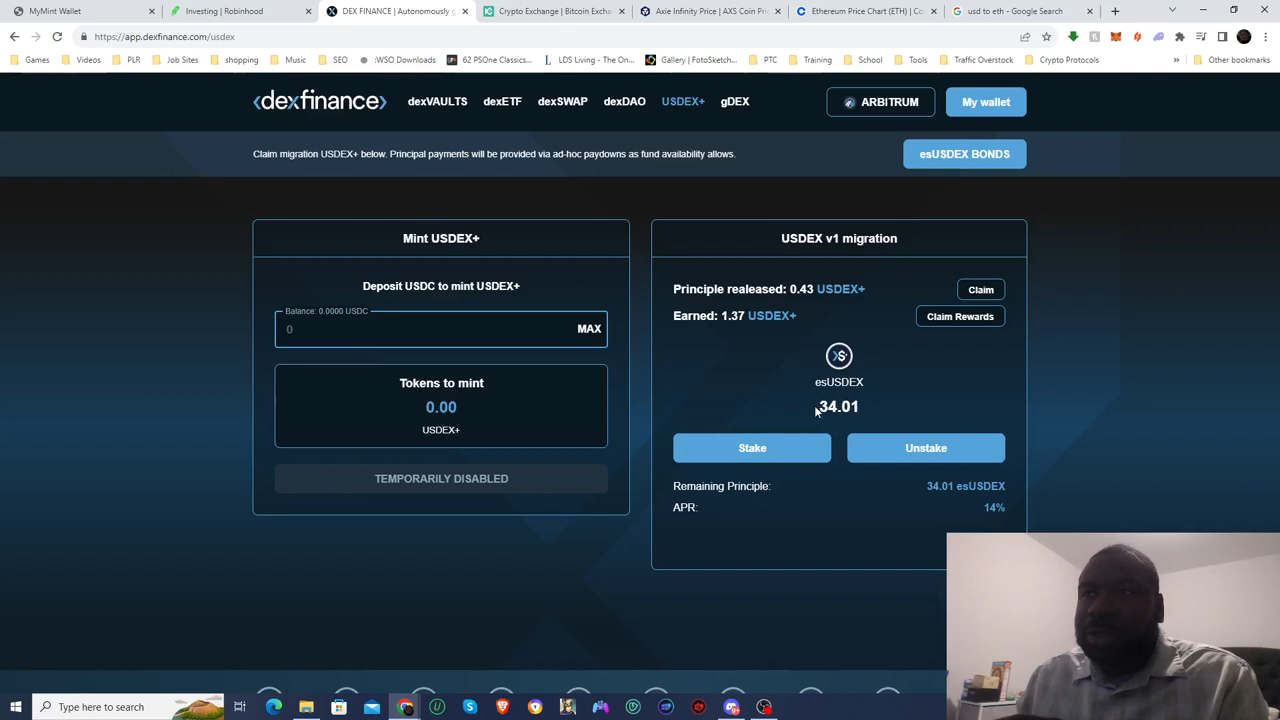 MyMint Wallet
Investing | Robinhood
DEX FINANCE | Autonomously g
Crypto Exchange | Bitcoin Excha
Axie Infinity Price | AXS Coin Pri
Ethereum Price Chart (ETH) | Co
usd to eth - Google Search
https://app.dexfinance.com/usdex
Games
Videos
PLR
Job Sites
shopping
Music
SEO
iWSO Downloads
62 PSOne Classics...
LDS Living - The On...
Gallery | FotoSketch...
PTC
Training
School
Tools
Traffic Overstock
Crypto Protocols
Other bookmarks
dexfinance
dexVAULTS
dexETF
dexSWAP
dexDAO
USDEX+
gDEX
ARBITRUM
My wallet
Claim migration USDEX+ below. Principal payments will be provided via ad-hoc paydowns as fund availability allows.
esUSDEX BONDS
Mint USDEX+
Deposit USDC to mint USDEX+
Balance: 0.0000 USDC
0
MAX
Tokens to mint
0.00
USDEX+
TEMPORARILY DISABLED
USDEX v1 migration
Principle realeased: 0.43 USDEX+
Claim
Earned: 1.37 USDEX+
Claim Rewards
esUSDEX
34.01
Stake
Unstake
Remaining Principle:
34.01 esUSDEX
APR:
14%
Type here to search